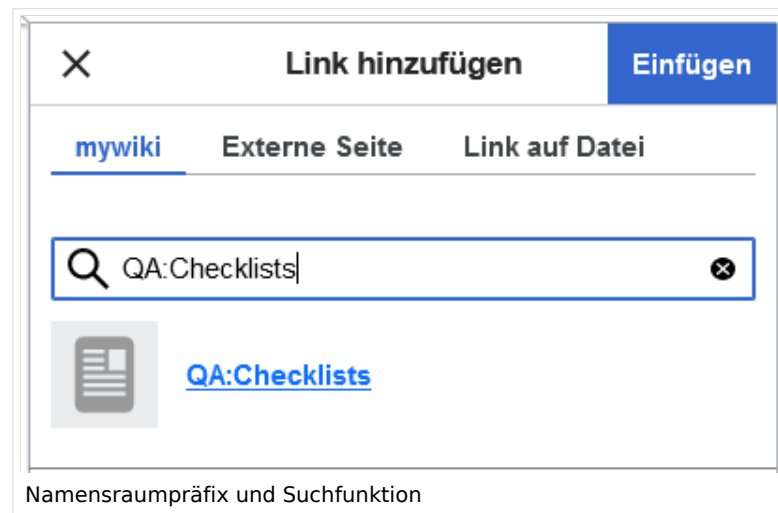 Link hinzufügen
Einfügen
mywiki Externe Seite Link auf Datei
QA:Checklists
QA:Checklists
Namensraumpräfix und Suchfunktion